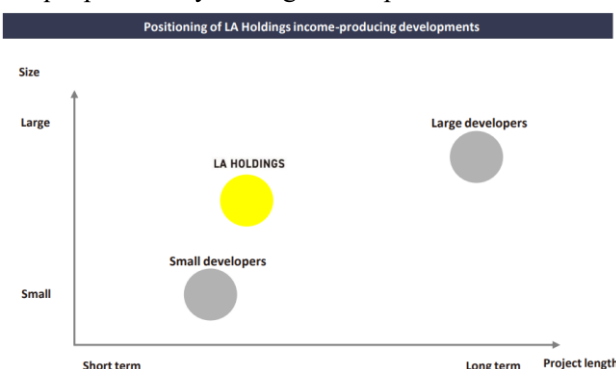 Positioning of LA Holdings income-producing developments
Size
Large
Large developers
LA HOLDINGS
Small developers
Small
Short term
Long term
Project length